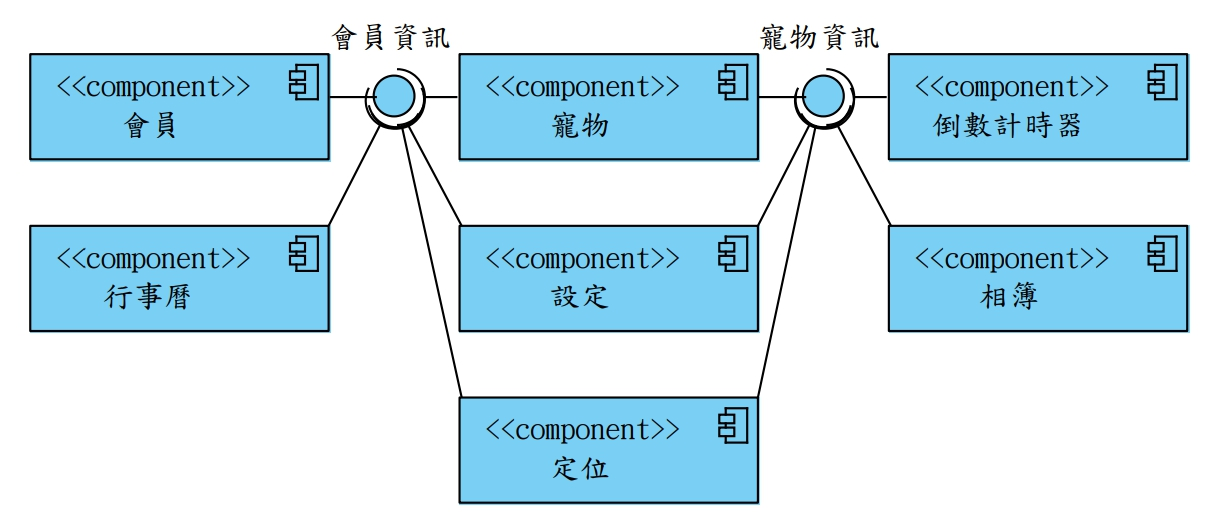 會員資訊
寵物資訊
<<component>>
會員
<<component>>
寵物
<<component>>
倒數計時器
<<component>>
行事曆
<<component>>
設定
<<component>>
相簿
<<component>>
定位